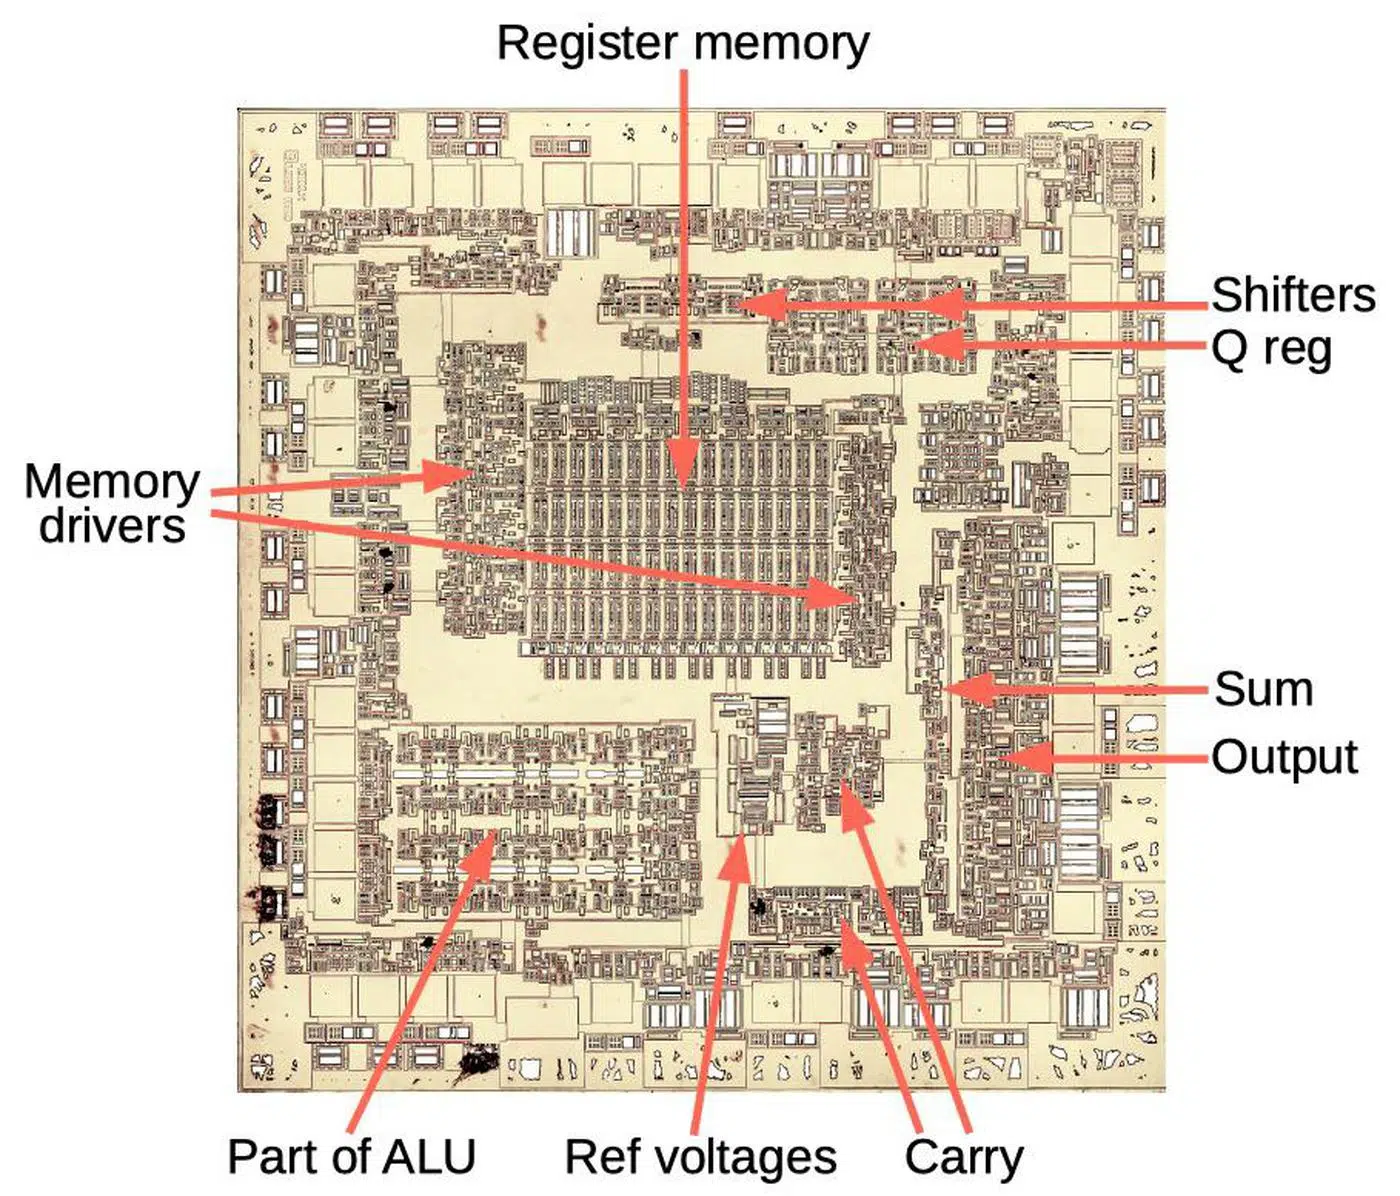 Register memory
Shifters
Q reg
Memory
drivers
Sum
Output
Part of ALU
Ref voltages
Carry